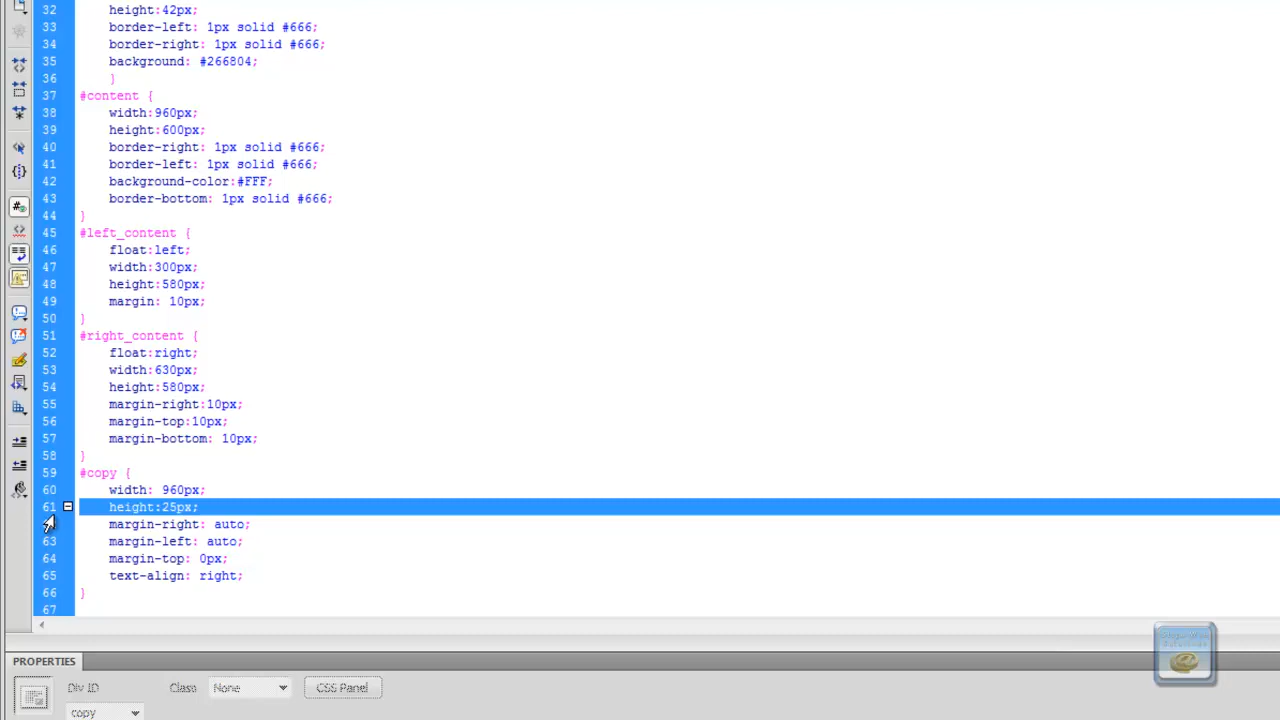 32 height:42px;
33 border-left: 1px solid #666;
34 border-right: 1px solid #666;
35 background: #266804;
36 }
37 #content {
38 width:960px;
39 height:600px;
40 border-right: 1px solid #666;
41 border-left: 1px solid #666;
42 background-color:#FFF;
43 border-bottom: 1px solid #666;
44 }
45 #left_content {
46 float:left;
47 width:300px;
48 height:580px;
49 margin: 10px;
50 }
51 #right_content {
52 float:right;
53 width:630px;
54 height:580px;
55 margin-right:10px;
56 margin-top:10px;
57 margin-bottom: 10px;
58 }
59 #copy {
60 width: 960px;
61 height:25px;
margin-right: auto;
63 margin-left: auto;
64 margin-top: 0px;
65 text-align: right;
66 }
67
PROPERTIES
Div ID Class None CSS Panel
copy